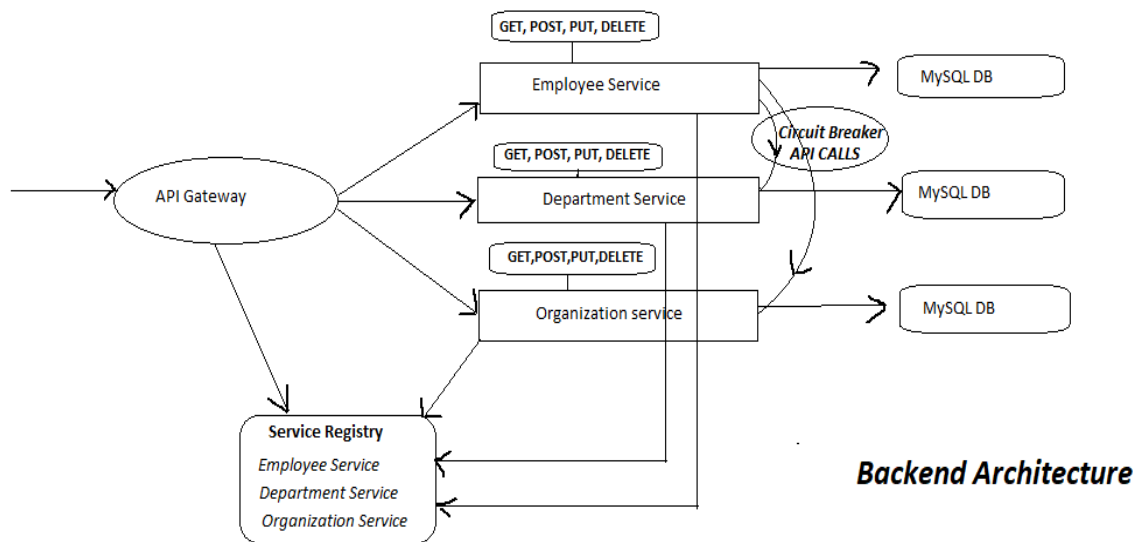 GET, POST, PUT, DELETE
Employee Service
MySQL DB
Circuit Breaker
API CALLS
GET, POST, PUT, DELETE
API Gateway
Department Service
MySQL DB
GET,POST,PUT,DELETE
Organization service
MySQL DB
Service Registry
Employee Service
Department Service
Organization Service
Backend Architecture